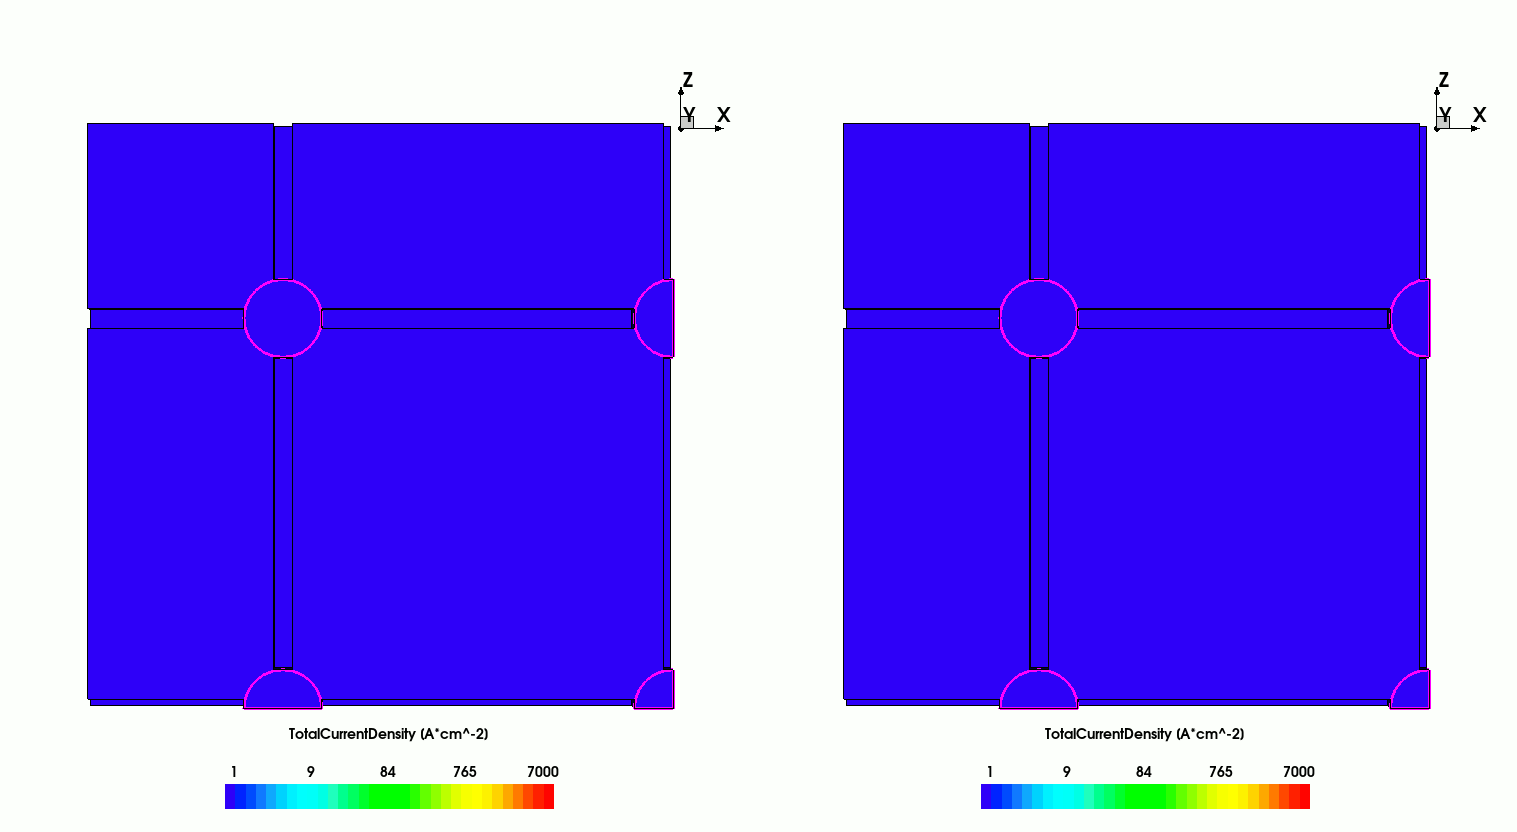 Z
Y X
Z
Y X
TotalCurrentDensity (A*cm^-2)
1 9 84 765 7000
TotalCurrentDensity (A*cm^-2)
1 9 84 765 7000